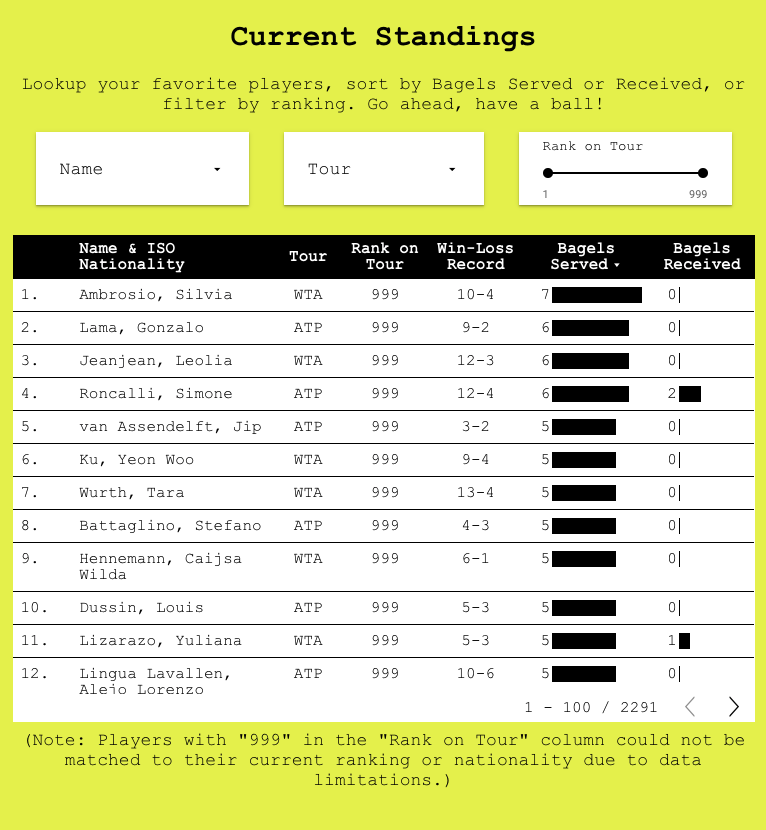 Current Standings
Lookup your favorite players, sort by Bagels Served or Received, or
filter by ranking. Go ahead, have a ball!
Name
Tour
Rank on Tour
1 999
Name & ISO Nationality Tour Rank on Tour Win-Loss Record Bagels Served Bagels Received
1. Ambrosio, Silvia WTA 999 10-4 7 0
2. Lama, Gonzalo ATP 999 9-2 6 0
3. Jeanjean, Leolia WTA 999 12-3 6 0
4. Roncalli, Simone ATP 999 12-4 6 2
5. van Assendelft, Jip ATP 999 3-2 5 0
6. Ku, Yeon Woo WTA 999 9-4 5 0
7. Wurth, Tara WTA 999 13-4 5 0
8. Battaglino, Stefano ATP 999 4-3 5 0
9. Hennemann, Caijsa WTA 999 6-1 5 0
Wilda
10. Dussin, Louis ATP 999 5-3 5 0
11. Lizarazo, Yuliana WTA 999 5-3 5 1
12. Lingua Lavallen, ATP 999 10-6 5 0
Alejo Lorenzo
1 - 100 / 2291
(Note: Players with "999" in the "Rank on Tour" column could not be
matched to their current ranking or nationality due to data
limitations.)